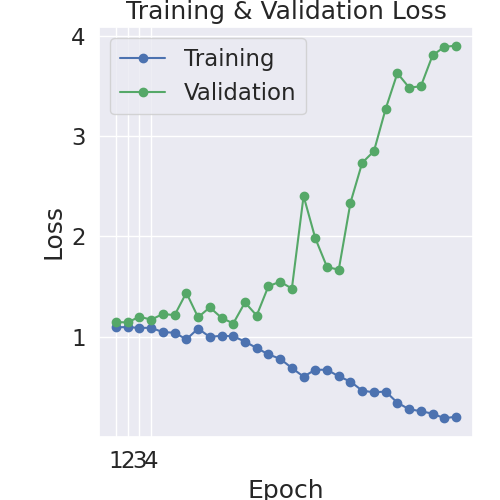 Training & Validation Loss
4
Training
Validation
3
2
1
Loss
1234
Epoch